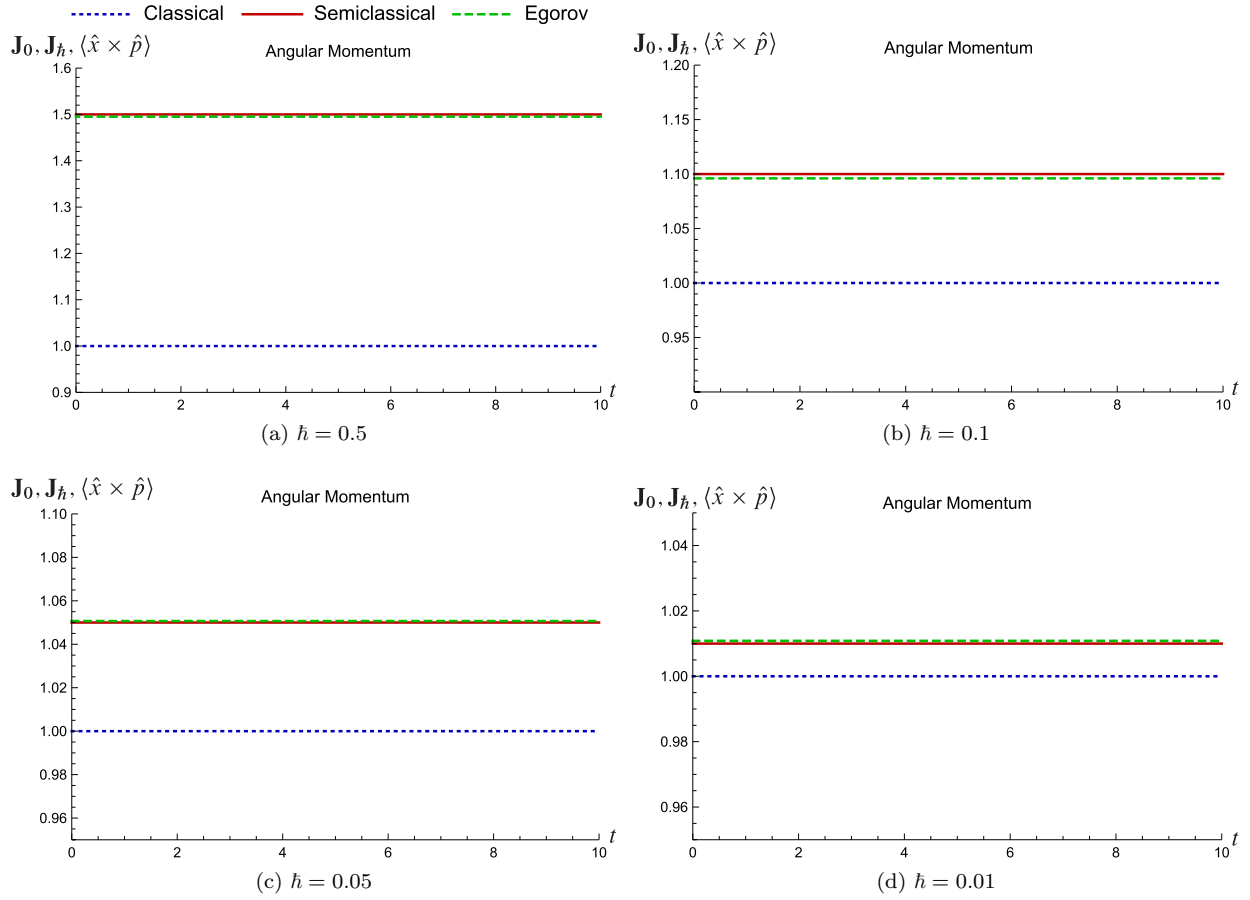 Classical Semiclassical Egorov
J₀, Jℏ, ⟨x̂ × p̂⟩
Angular Momentum
1.6
1.5
1.4
1.3
1.2
1.1
1.0
0.9
0 2 4 6 8 10 t
(a) ℏ = 0.5
J₀, Jℏ, ⟨x̂ × p̂⟩
Angular Momentum
1.20
1.15
1.10
1.05
1.00
0.95
0 2 4 6 8 10 t
(b) ℏ = 0.1
J₀, Jℏ, ⟨x̂ × p̂⟩
Angular Momentum
1.10
1.08
1.06
1.04
1.02
1.00
0.98
0.96
0 2 4 6 8 10 t
(c) ℏ = 0.05
J₀, Jℏ, ⟨x̂ × p̂⟩
Angular Momentum
1.04
1.02
1.00
0.98
0.96
0 2 4 6 8 10 t
(d) ℏ = 0.01